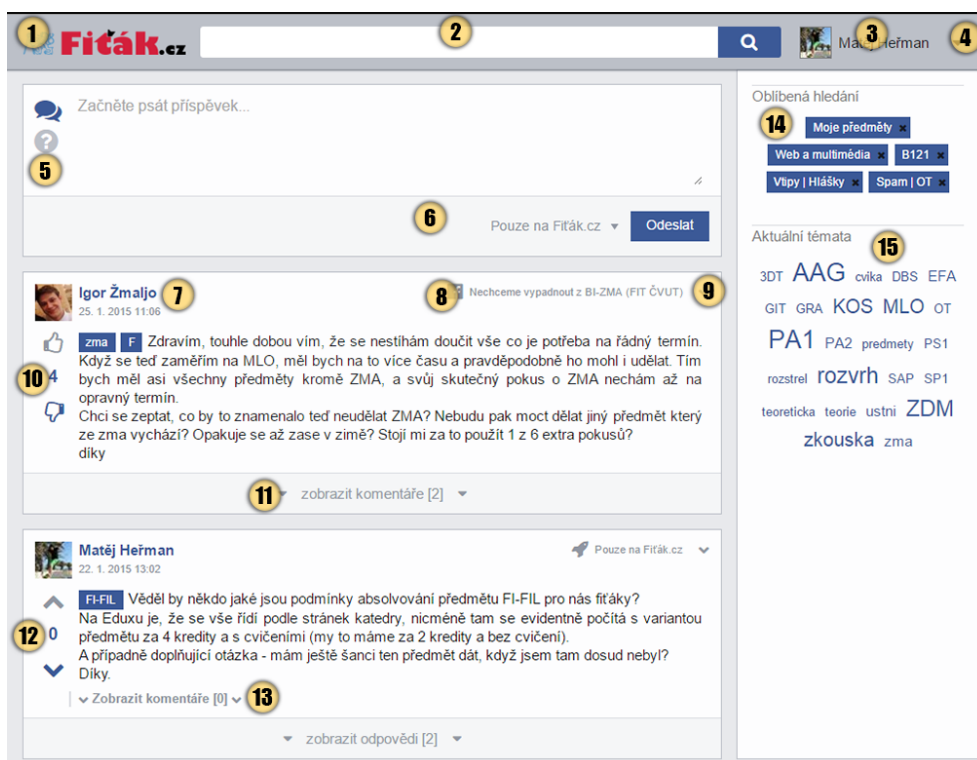 1
Fiťák.cz
2
3
Matěj Heřman
4
Začněte psát příspěvek...
?
5
6
Pouze na Fiťák.cz
Odeslat
Igor Žmaljo
7
25. 1. 2015 11:06
8
Nechceme vypadnout z BI-ZMA (FIT ČVUT)
9
zma F Zdravím, touhle dobou vím, že se nestíhám doučit vše co je potřeba na řádný termín.
Když se teď zaměřím na MLO, měl bych na to více času a pravděpodobně ho mohl i udělat. Tím
10
4
bych měl asi všechny předměty kromě ZMA, a svůj skutečný pokus o ZMA nechám až na
opravný termín.
Chci se zeptat, co by to znamenalo teď neudělat ZMA? Nebudu pak moct dělat jiný předmět který
ze zma vychází? Opakuje se až zase v zimě? Stojí mi za to použít 1 z 6 extra pokusů?
díky
11
zobrazit komentáře [2]
Matěj Heřman
22. 1. 2015 13:02
Pouze na Fiťák.cz
FI-FIL Věděl by někdo jaké jsou podmínky absolvování předmětu FI-FIL pro nás fiťáky?
Na Eduxu je, že se vše řídí podle stránek katedry, nicméně tam se evidentně počítá s variantou
12
0
předmětu za 4 kredity a s cvičeními (my to máme za 2 kredity a bez cvičení).
A případně doplňující otázka - mám ještě šanci ten předmět dát, když jsem tam dosud nebyl?
Díky.
Zobrazit komentáře [0]
13
zobrazit odpovědi [2]
Oblíbená hledání
14
Moje předměty ×
Web a multimédia × B121 ×
Vtipy | Hlášky × Spam | OT ×
Aktuální témata
15
3DT AAG cvika DBS EFA
GIT GRA KOS MLO OT
PA1 PA2 predmety PS1
rozstrel rozvrh SAP SP1
teoreticka teorie ustni ZDM
zkouska zma